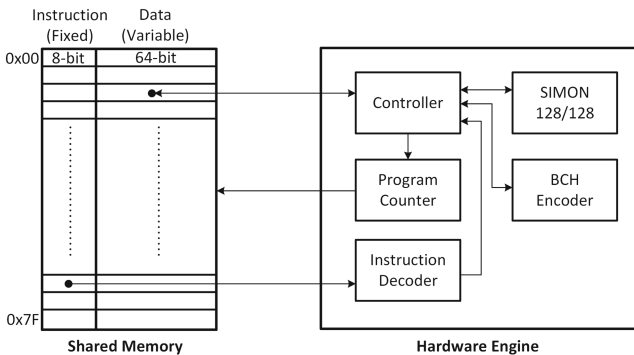 Instruction
(Fixed)
Data
(Variable)
0x00
8-bit
64-bit
0x7F
Shared Memory
Controller
SIMON
128/128
Program
Counter
BCH
Encoder
Instruction
Decoder
Hardware Engine